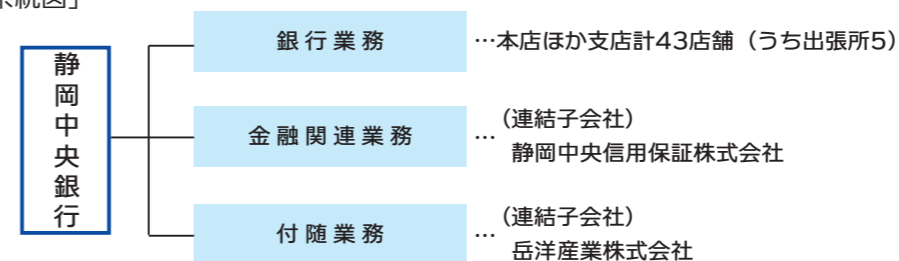 系統図」
静岡中央銀行
銀行業務
…本店ほか支店計43店舗（うち出張所5）
金融関連業務
…（連結子会社）
静岡中央信用保証株式会社
付随業務
…（連結子会社）
岳洋産業株式会社